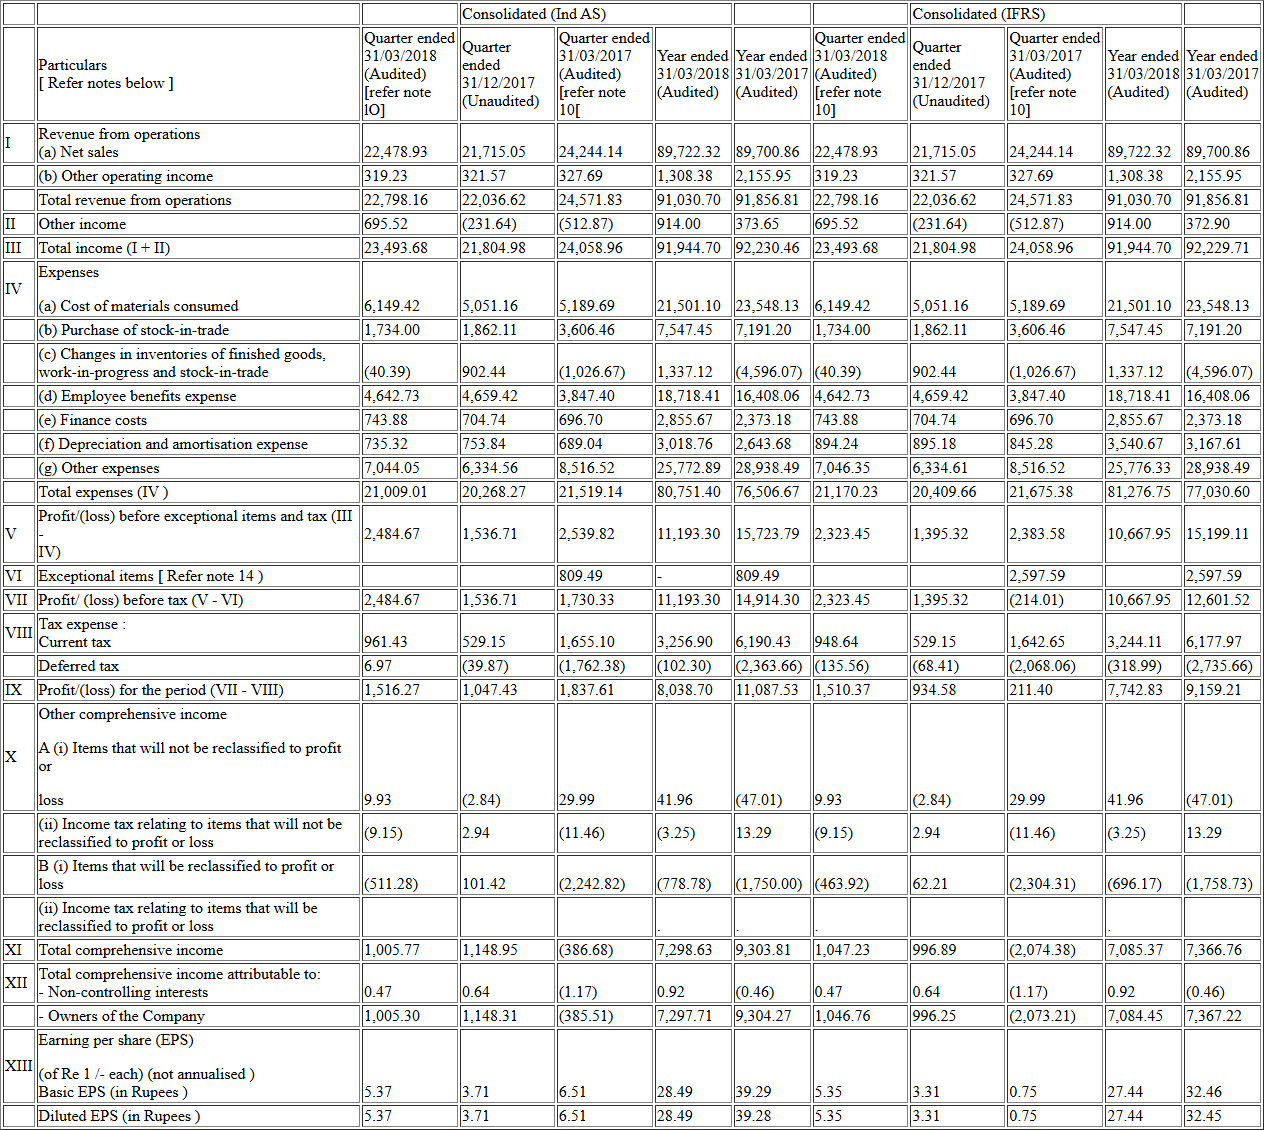 Consolidated (Ind AS) Consolidated (IFRS)
Particulars
[ Refer notes below ]
Quarter ended
31/03/2018
(Audited)
[refer note
lO]
Quarter
ended
31/12/2017
(Unaudited)
Quarter ended
31/03/2017
(Audited)
[refer note
10[
Year ended
31/03/2018
(Audited)
Year ended
31/03/2017
(Audited)
Quarter ended
31/03/2018
(Audited)
[refer note
10]
Quarter
ended
31/12/2017
(Unaudited)
Quarter ended
31/03/2017
(Audited)
[refer note
10]
Year ended
31/03/2018
(Audited)
Year ended
31/03/2017
(Audited)
I Revenue from operations
(a) Net sales 22,478.93 21,715.05 24,244.14 89,722.32 89,700.86 22,478.93 21,715.05 24,244.14 89,722.32 89,700.86
(b) Other operating income 319.23 321.57 327.69 1,308.38 2,155.95 319.23 321.57 327.69 1,308.38 2,155.95
Total revenue from operations 22,798.16 22,036.62 24,571.83 91,030.70 91,856.81 22,798.16 22,036.62 24,571.83 91,030.70 91,856.81
II Other income 695.52 (231.64) (512.87) 914.00 373.65 695.52 (231.64) (512.87) 914.00 372.90
III Total income (I + II) 23,493.68 21,804.98 24,058.96 91,944.70 92,230.46 23,493.68 21,804.98 24,058.96 91,944.70 92,229.71
IV Expenses
(a) Cost of materials consumed 6,149.42 5,051.16 5,189.69 21,501.10 23,548.13 6,149.42 5,051.16 5,189.69 21,501.10 23,548.13
(b) Purchase of stock-in-trade 1,734.00 1,862.11 3,606.46 7,547.45 7,191.20 1,734.00 1,862.11 3,606.46 7,547.45 7,191.20
(c) Changes in inventories of finished goods,
work-in-progress and stock-in-trade (40.39) 902.44 (1,026.67) 1,337.12 (4,596.07) (40.39) 902.44 (1,026.67) 1,337.12 (4,596.07)
(d) Employee benefits expense 4,642.73 4,659.42 3,847.40 18,718.41 16,408.06 4,642.73 4,659.42 3,847.40 18,718.41 16,408.06
(e) Finance costs 743.88 704.74 696.70 2,855.67 2,373.18 743.88 704.74 696.70 2,855.67 2,373.18
(f) Depreciation and amortisation expense 735.32 753.84 689.04 3,018.76 2,643.68 894.24 895.18 845.28 3,540.67 3,167.61
(g) Other expenses 7,044.05 6,334.56 8,516.52 25,772.89 28,938.49 7,046.35 6,334.61 8,516.52 25,776.33 28,938.49
Total expenses (IV ) 21,009.01 20,268.27 21,519.14 80,751.40 76,506.67 21,170.23 20,409.66 21,675.38 81,276.75 77,030.60
V Profit/(loss) before exceptional items and tax (III
-
IV) 2,484.67 1,536.71 2,539.82 11,193.30 15,723.79 2,323.45 1,395.32 2,383.58 10,667.95 15,199.11
VI Exceptional items [ Refer note 14 ) 809.49 - 809.49 2,597.59 2,597.59
VII Profit/ (loss) before tax (V - VI) 2,484.67 1,536.71 1,730.33 11,193.30 14,914.30 2,323.45 1,395.32 (214.01) 10,667.95 12,601.52
VIII Tax expense :
Current tax 961.43 529.15 1,655.10 3,256.90 6,190.43 948.64 529.15 1,642.65 3,244.11 6,177.97
Deferred tax 6.97 (39.87) (1,762.38) (102.30) (2,363.66) (135.56) (68.41) (2,068.06) (318.99) (2,735.66)
IX Profit/(loss) for the period (VII - VIII) 1,516.27 1,047.43 1,837.61 8,038.70 11,087.53 1,510.37 934.58 211.40 7,742.83 9,159.21
X Other comprehensive income
A (i) Items that will not be reclassified to profit
or
loss 9.93 (2.84) 29.99 41.96 (47.01) 9.93 (2.84) 29.99 41.96 (47.01)
(ii) Income tax relating to items that will not be
reclassified to profit or loss (9.15) 2.94 (11.46) (3.25) 13.29 (9.15) 2.94 (11.46) (3.25) 13.29
B (i) Items that will be reclassified to profit or
loss (511.28) 101.42 (2,242.82) (778.78) (1,750.00) (463.92) 62.21 (2,304.31) (696.17) (1,758.73)
(ii) Income tax relating to items that will be
reclassified to profit or loss . . . .
XI Total comprehensive income 1,005.77 1,148.95 (386.68) 7,298.63 9,303.81 1,047.23 996.89 (2,074.38) 7,085.37 7,366.76
XII Total comprehensive income attributable to:
- Non-controlling interests 0.47 0.64 (1.17) 0.92 (0.46) 0.47 0.64 (1.17) 0.92 (0.46)
- Owners of the Company 1,005.30 1,148.31 (385.51) 7,297.71 9,304.27 1,046.76 996.25 (2,073.21) 7,084.45 7,367.22
XIII Earning per share (EPS)
(of Re 1 /- each) (not annualised )
Basic EPS (in Rupees ) 5.37 3.71 6.51 28.49 39.29 5.35 3.31 0.75 27.44 32.46
Diluted EPS (in Rupees ) 5.37 3.71 6.51 28.49 39.28 5.35 3.31 0.75 27.44 32.45